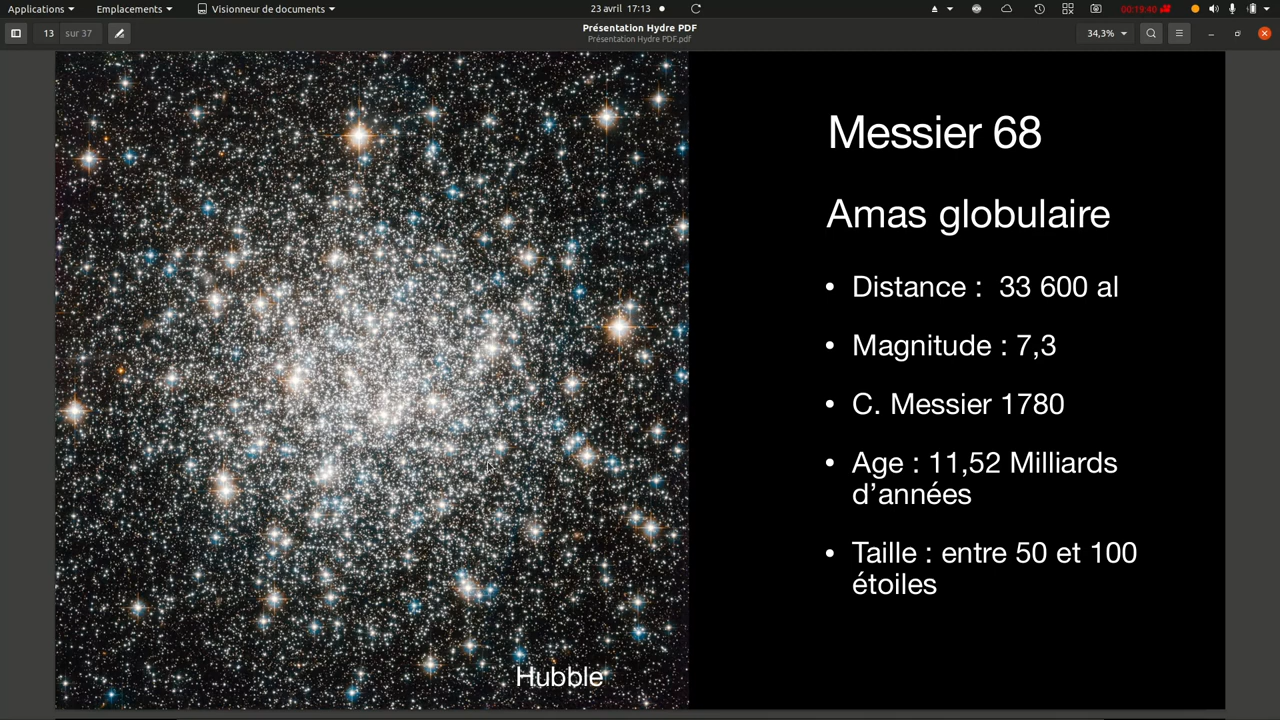 Applications
Emplacements
Visionneur de documents
23 avril 17:13
00:19:40
13 sur 37
Présentation Hydre PDF
Présentation Hydre PDF.pdf
34,3%
Messier 68
Amas globulaire
• Distance : 33 600 al
• Magnitude : 7,3
• C. Messier 1780
• Age : 11,52 Milliards
d’années
• Taille : entre 50 et 100
étoiles
Hubble